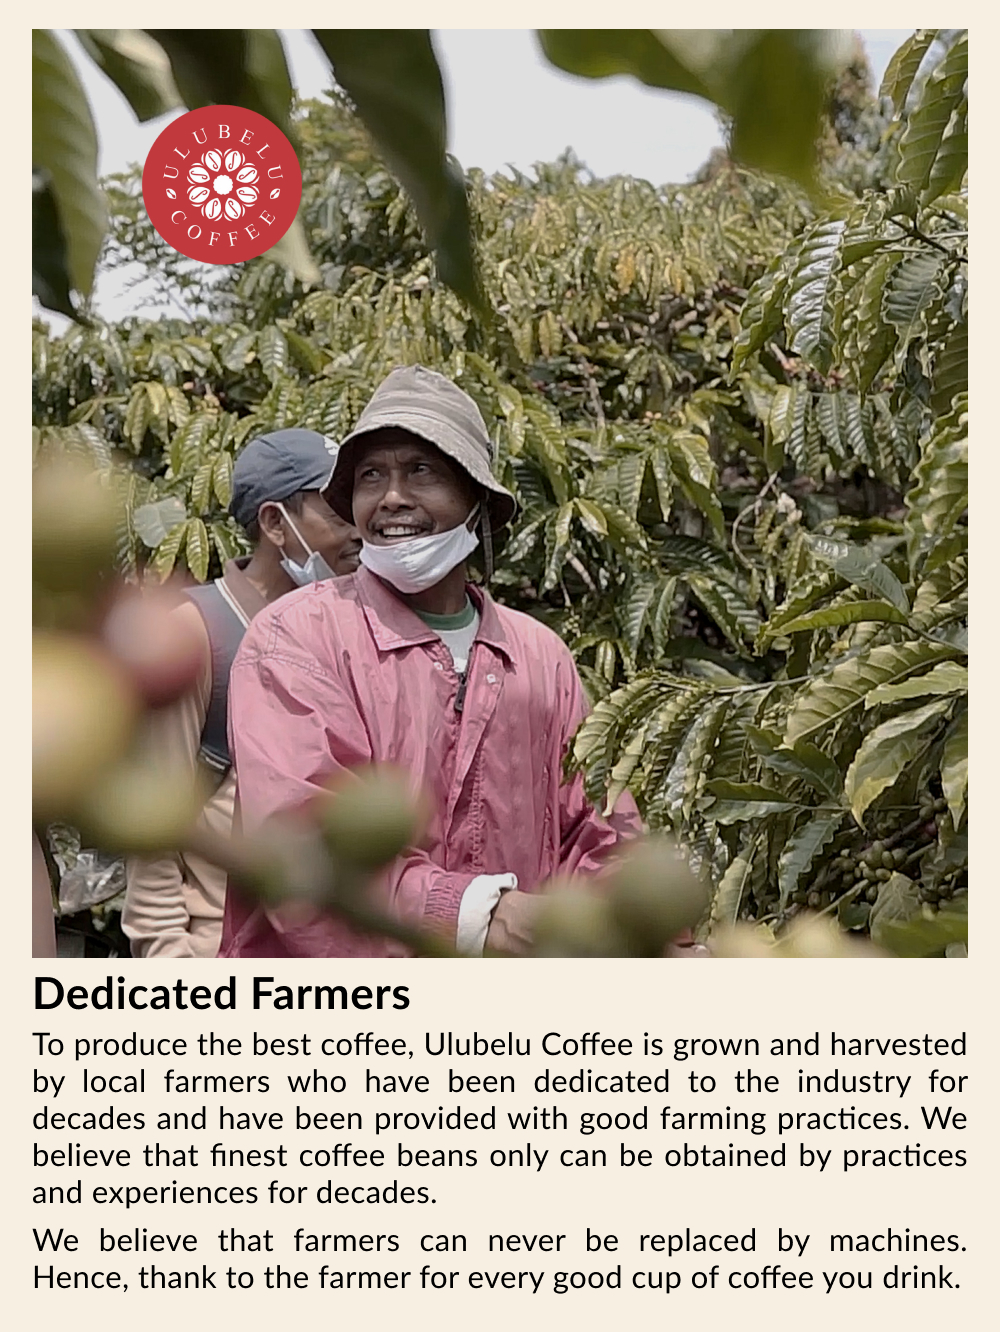 ULUBELU
COFFEE
Dedicated Farmers
To produce the best coffee, Ulubelu Coffee is grown and harvested
by local farmers who have been dedicated to the industry for
decades and have been provided with good farming practices. We
believe that finest coffee beans only can be obtained by practices
and experiences for decades.
We believe that farmers can never be replaced by machines.
Hence, thank to the farmer for every good cup of coffee you drink.